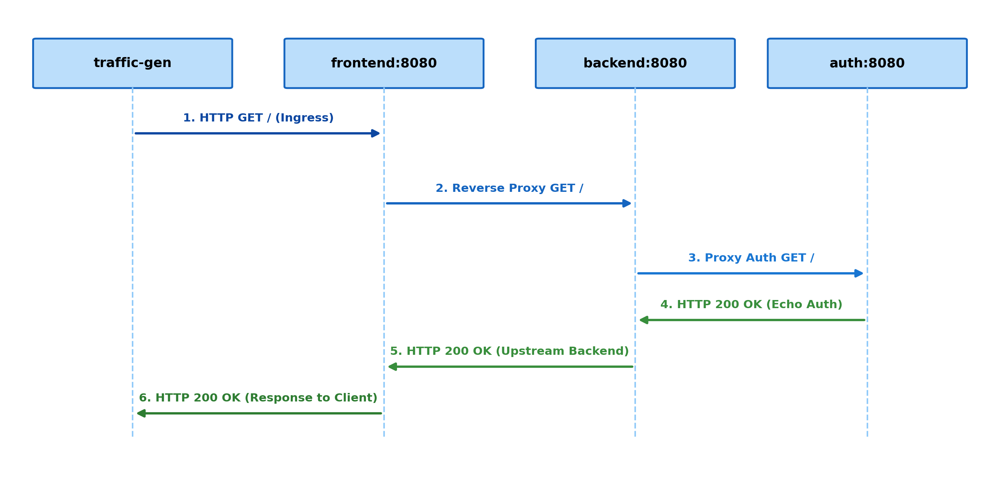 traffic-gen
frontend:8080
backend:8080
auth:8080
1. HTTP GET / (Ingress)
2. Reverse Proxy GET /
3. Proxy Auth GET /
4. HTTP 200 OK (Echo Auth)
5. HTTP 200 OK (Upstream Backend)
6. HTTP 200 OK (Response to Client)